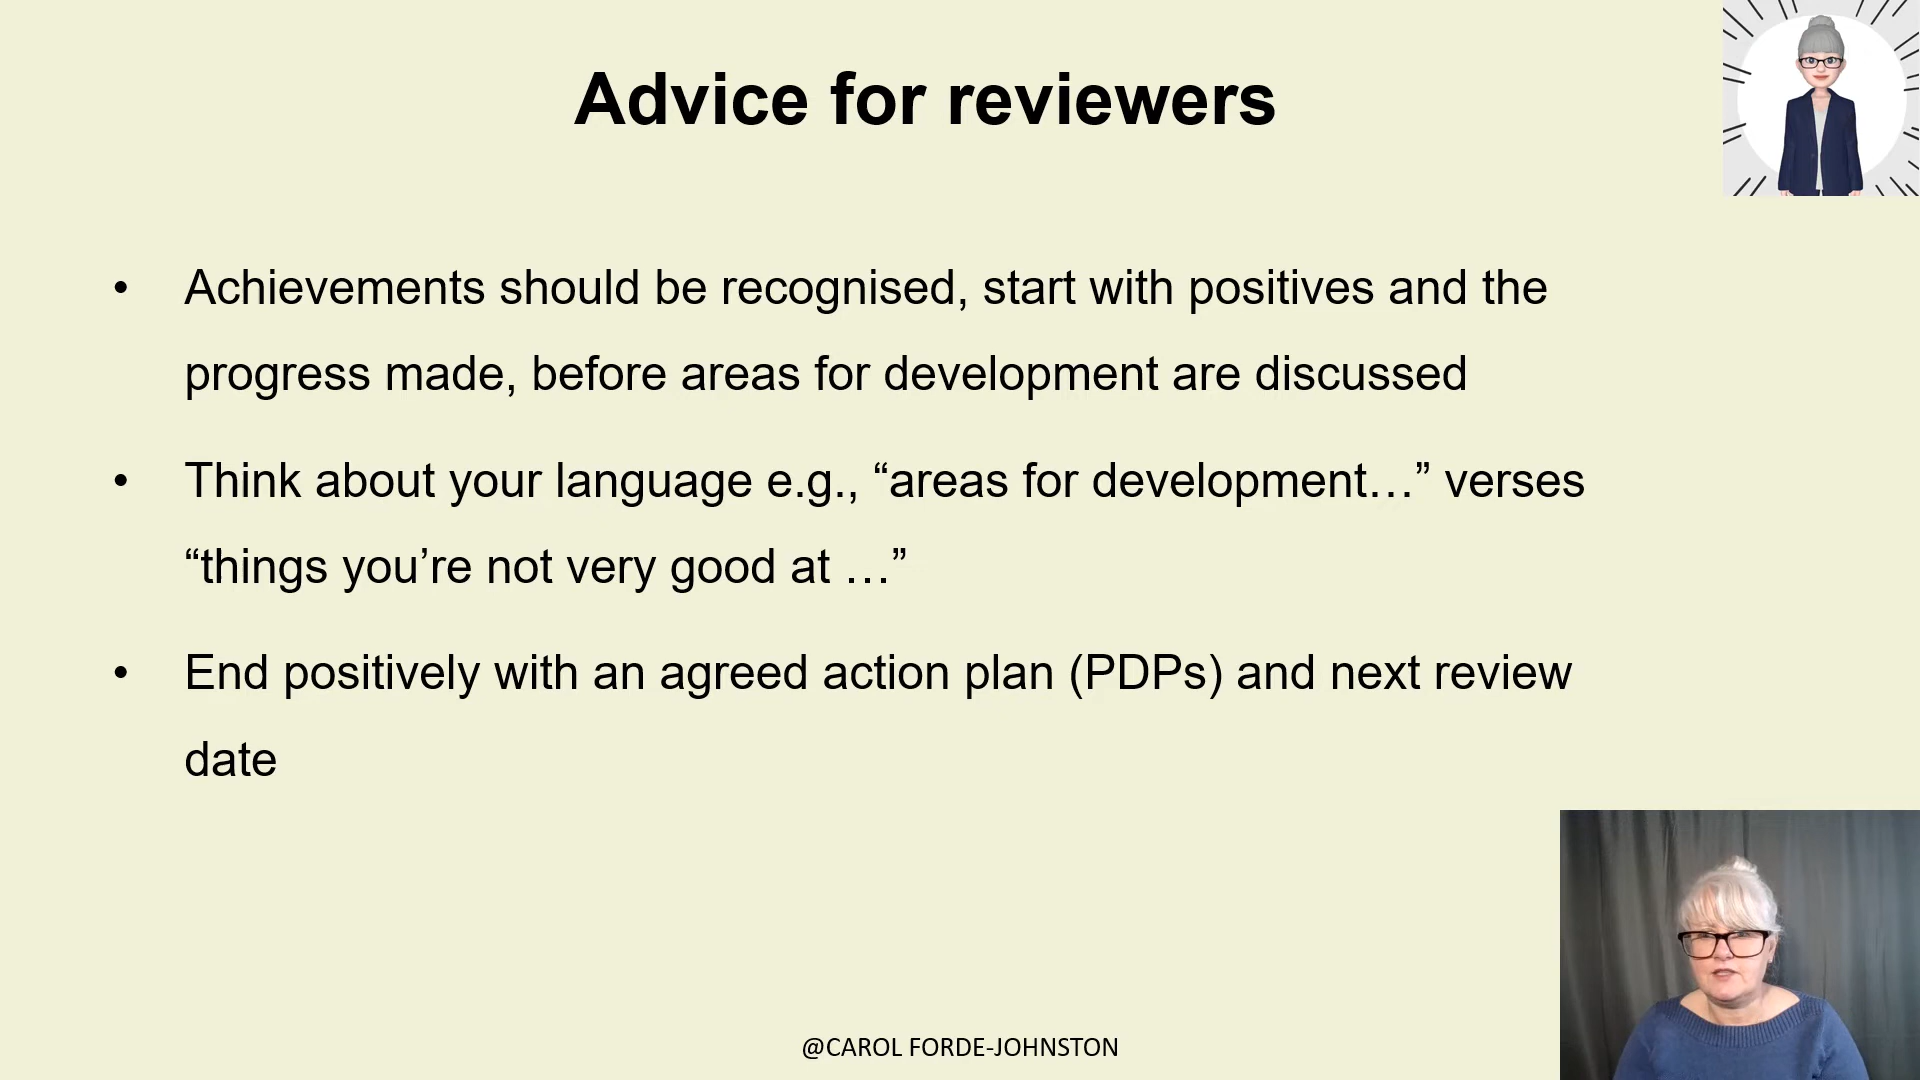 Advice for reviewers
• Achievements should be recognised, start with positives and the
progress made, before areas for development are discussed
• Think about your language e.g., “areas for development…” verses
“things you’re not very good at …”
• End positively with an agreed action plan (PDPs) and next review
date
@CAROL FORDE-JOHNSTON